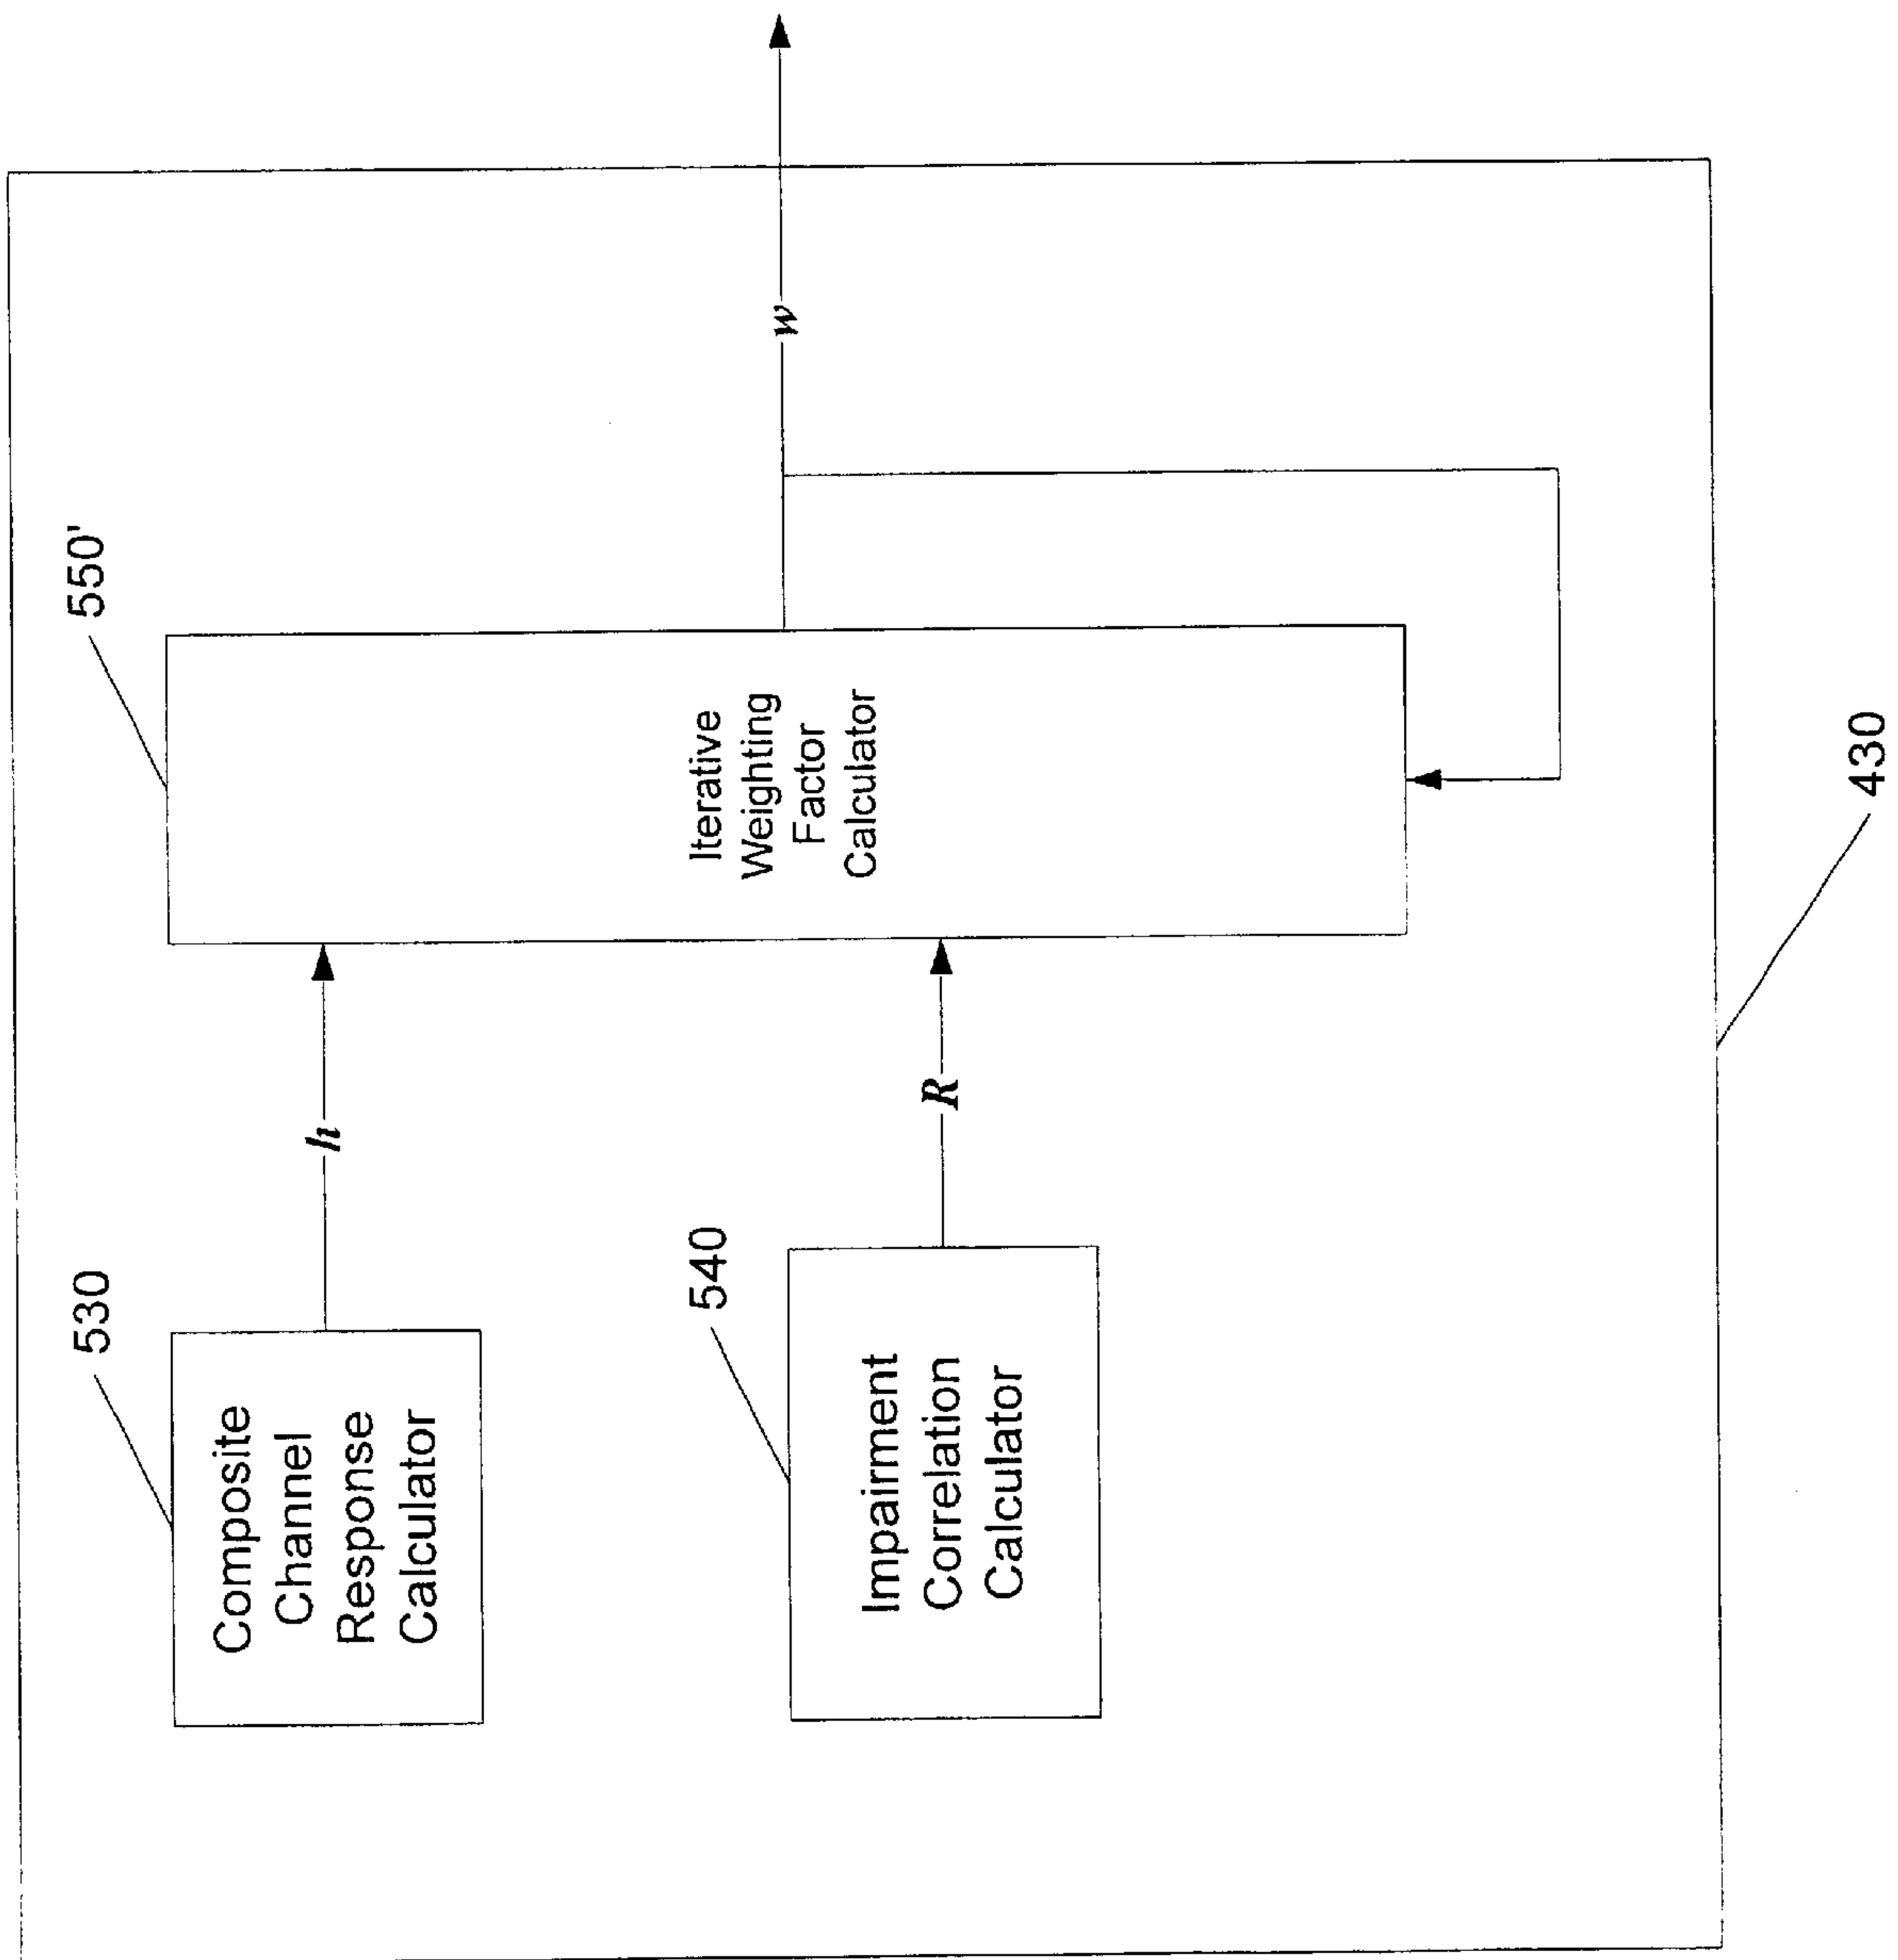 530
Composite
Channel
Response
Calculator
h
540
Impairment
Correlation
Calculator
R
550'
Iterative
Weighting
Factor
Calculator
w
430